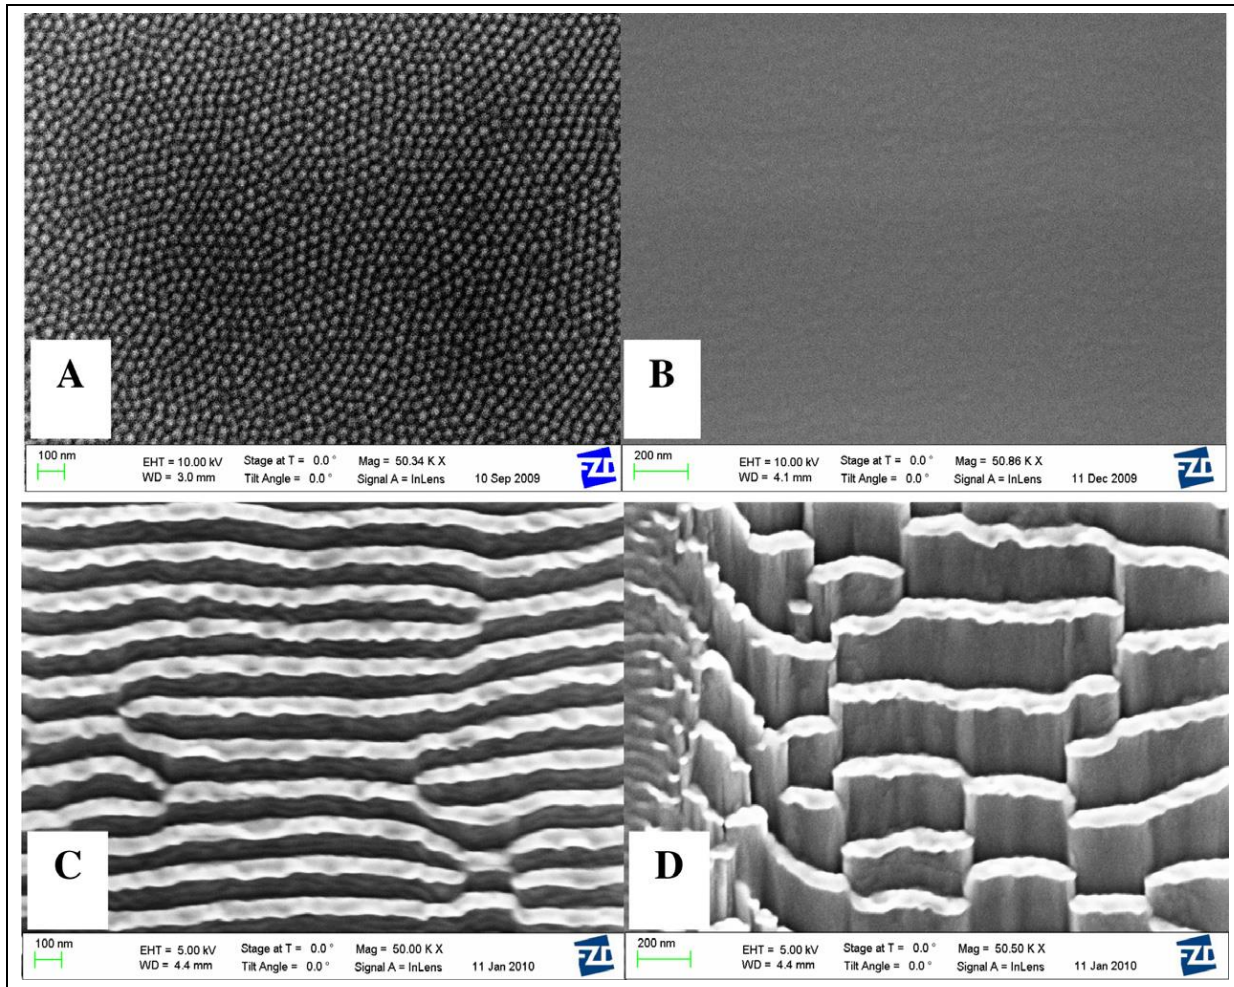 A
100 nm
EHT = 10.00 kV
WD = 3.0 mm
Stage at T = 0.0 °
Tilt Angle = 0.0 °
Mag = 50.34 K X
Signal A = InLens
10 Sep 2009
FZD
B
200 nm
EHT = 10.00 kV
WD = 4.1 mm
Stage at T = 0.0 °
Tilt Angle = 0.0 °
Mag = 50.86 K X
Signal A = InLens
11 Dec 2009
FZD
C
100 nm
EHT = 5.00 kV
WD = 4.4 mm
Stage at T = 0.0 °
Tilt Angle = 0.0 °
Mag = 50.00 K X
Signal A = InLens
11 Jan 2010
FZD
D
200 nm
EHT = 5.00 kV
WD = 4.4 mm
Stage at T = 0.0 °
Tilt Angle = 0.0 °
Mag = 50.50 K X
Signal A = InLens
11 Jan 2010
FZD